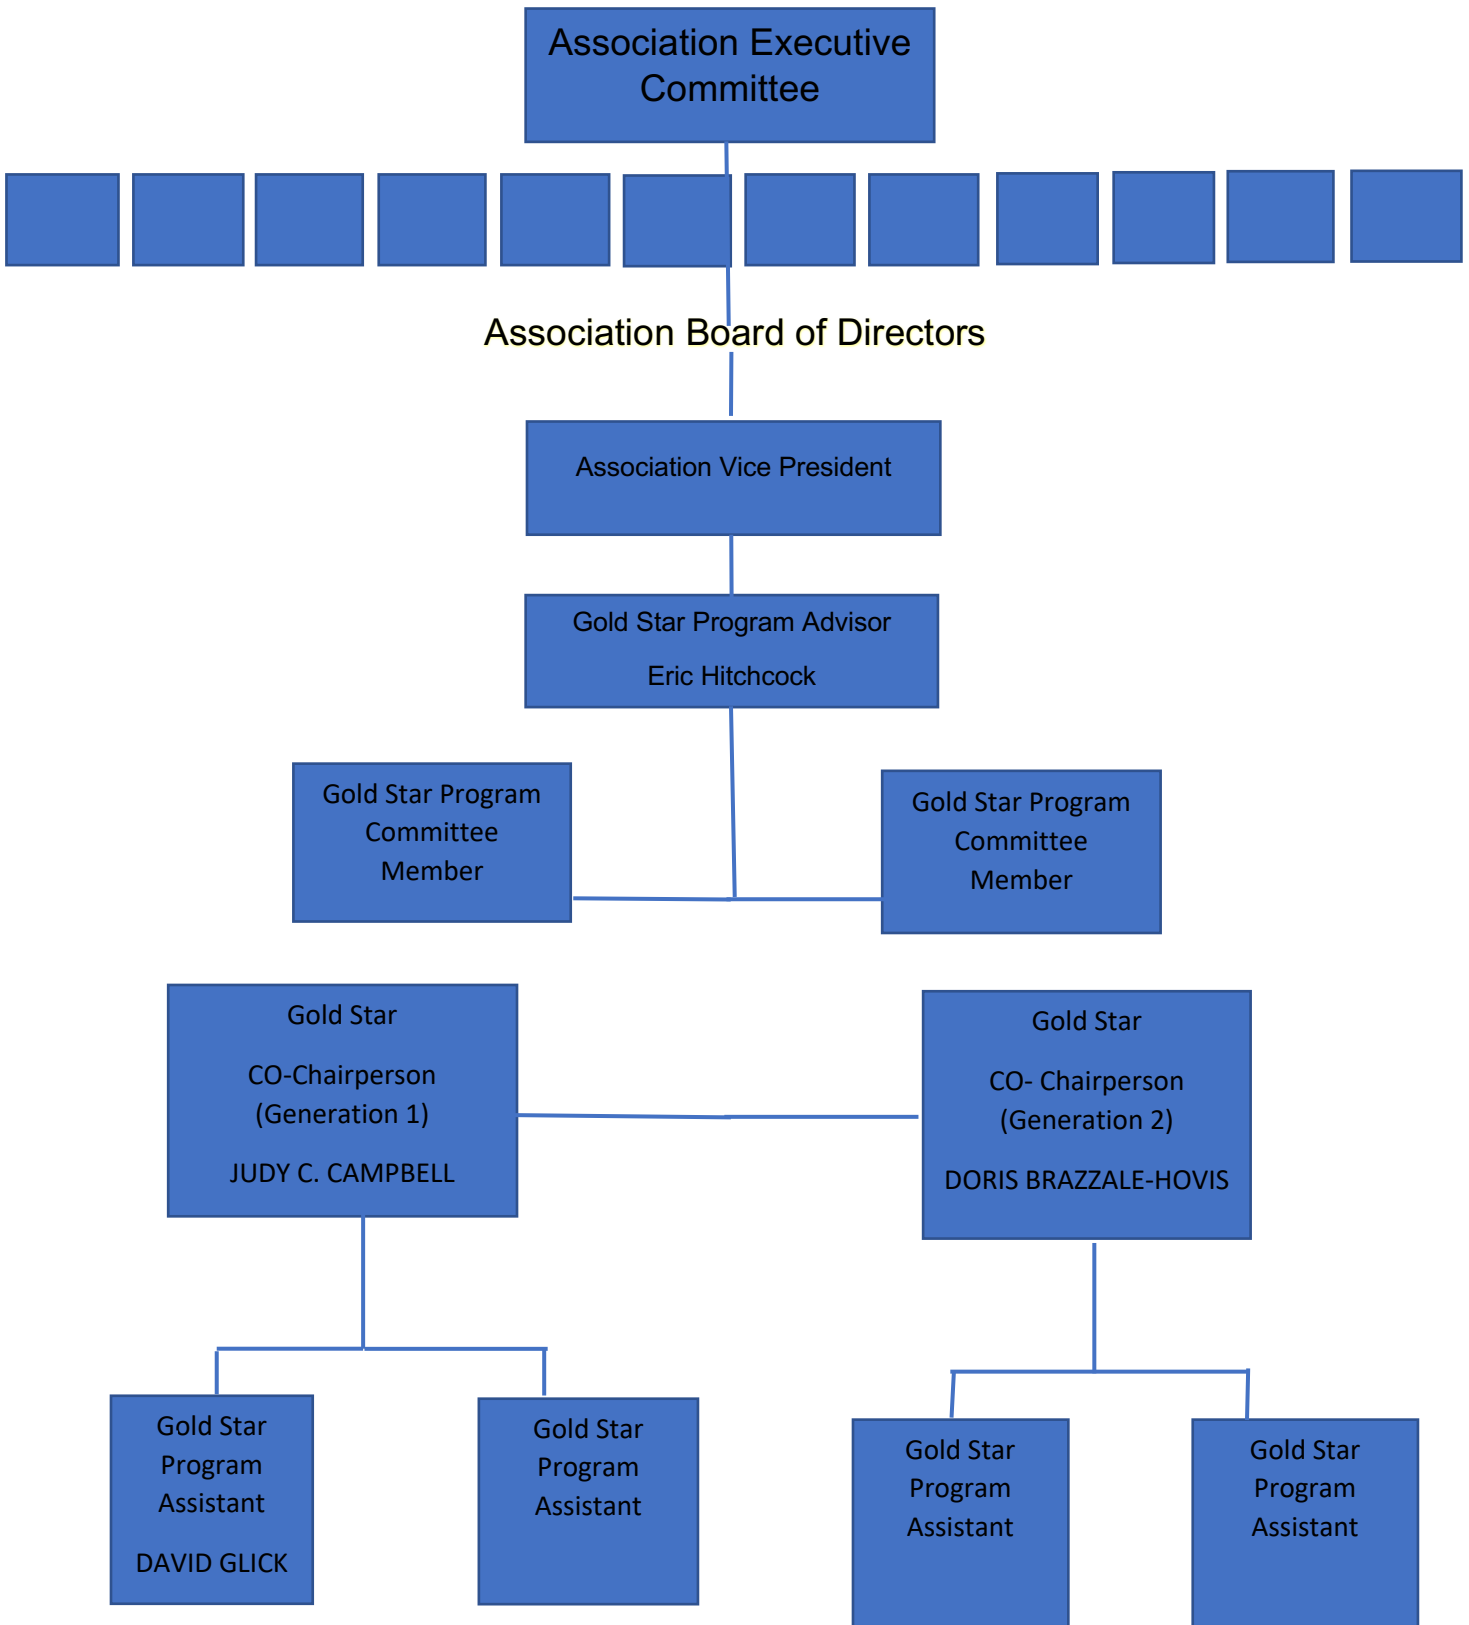 Association Executive
Committee
Association Board of Directors
Association Vice President
Gold Star Program Advisor
Eric Hitchcock
Gold Star Program
Committee
Member
Gold Star Program
Committee
Member
Gold Star
CO-Chairperson
(Generation 1)
JUDY C. CAMPBELL
Gold Star
CO- Chairperson
(Generation 2)
DORIS BRAZZALE-HOVIS
Gold Star
Program
Assistant
DAVID GLICK
Gold Star
Program
Assistant
Gold Star
Program
Assistant
Gold Star
Program
Assistant